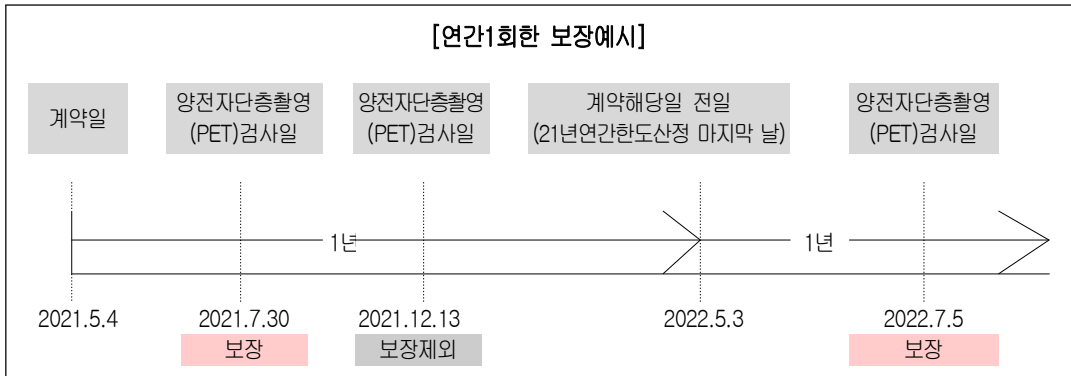 [연간1회한 보장예시]
계약일
양전자단층촬영
(PET)검사일
양전자단층촬영
(PET)검사일
계약해당일 전일
(21년연간한도산정 마지막 날)
양전자단층촬영
(PET)검사일
1년
1년
2021.5.4
2021.7.30
2021.12.13
2022.5.3
2022.7.5
보장
보장제외
보장